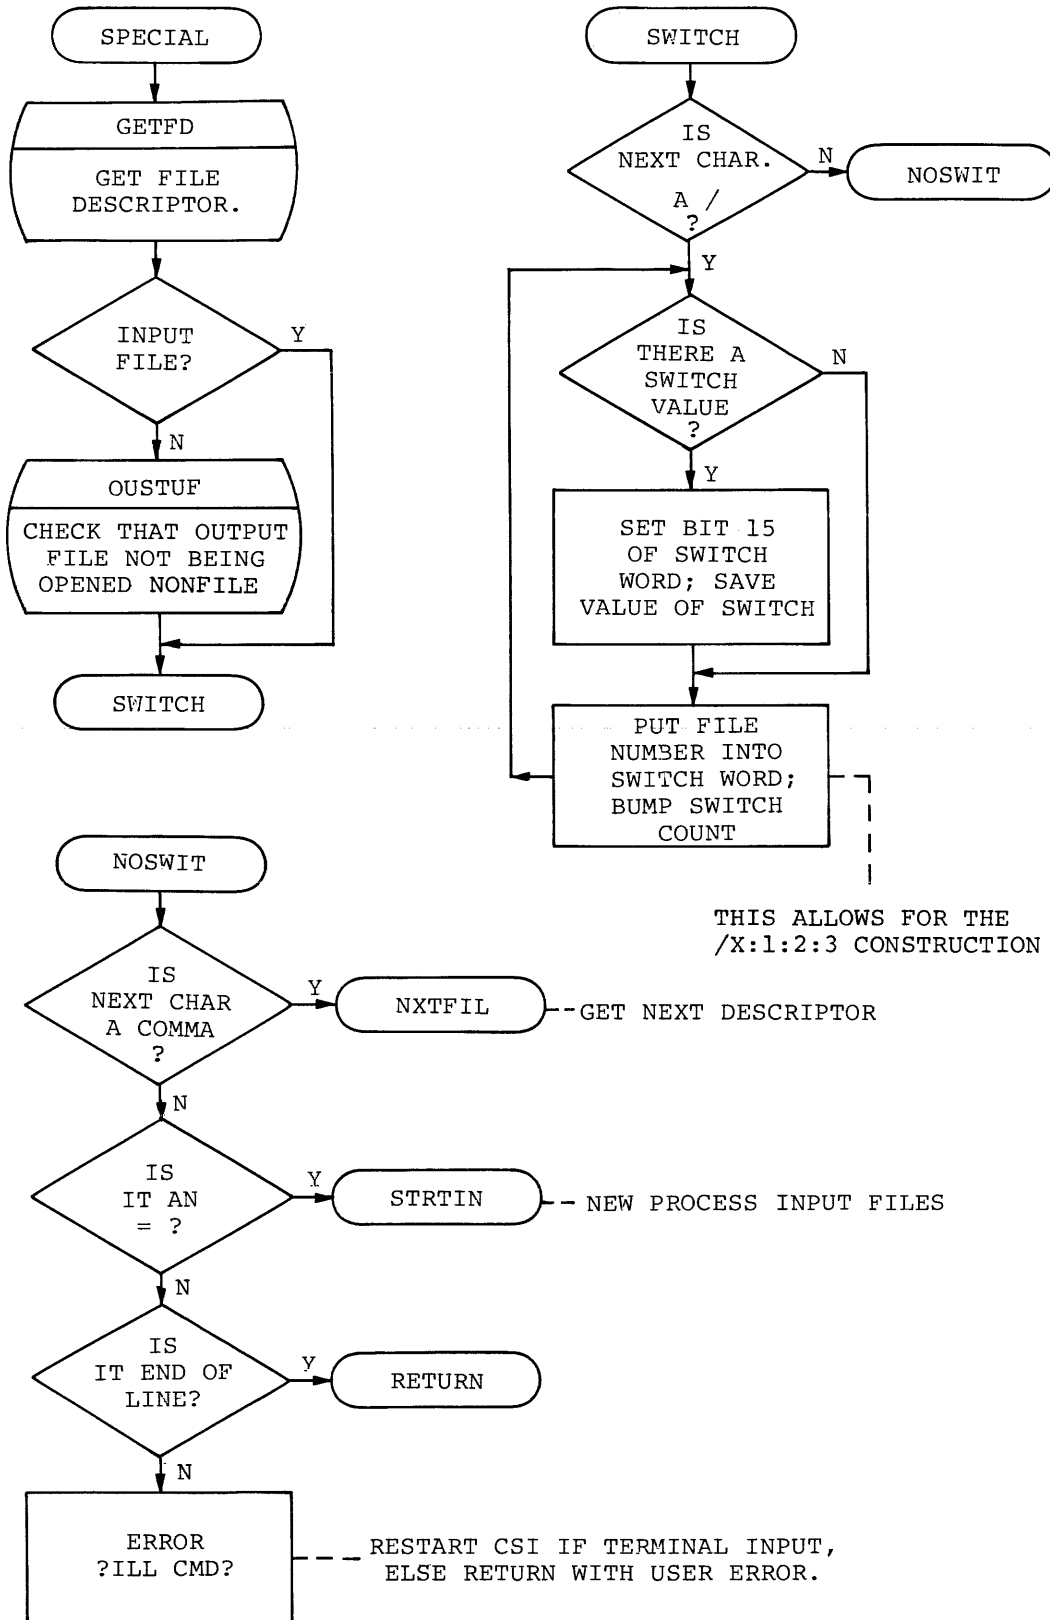 SPECIAL
GETFD
GET FILE
DESCRIPTOR.
INPUT
FILE?
Y
N
OUSTUF
CHECK THAT OUTPUT
FILE NOT BEING
OPENED NONFILE
SWITCH
SWITCH
IS
NEXT CHAR.
A /
?
N
NOSWIT
Y
IS
THERE A
SWITCH
VALUE
?
N
Y
SET BIT 15
OF SWITCH
WORD; SAVE
VALUE OF SWITCH
PUT FILE
NUMBER INTO
SWITCH WORD;
BUMP SWITCH
COUNT
THIS ALLOWS FOR THE
/X:1:2:3 CONSTRUCTION
NOSWIT
IS
NEXT CHAR
A COMMA
?
Y
NXTFIL
GET NEXT DESCRIPTOR
N
IS
IT AN
= ?
Y
STRTIN
NEW PROCESS INPUT FILES
N
IS
IT END OF
LINE?
Y
RETURN
N
ERROR
?ILL CMD?
RESTART CSI IF TERMINAL INPUT,
ELSE RETURN WITH USER ERROR.